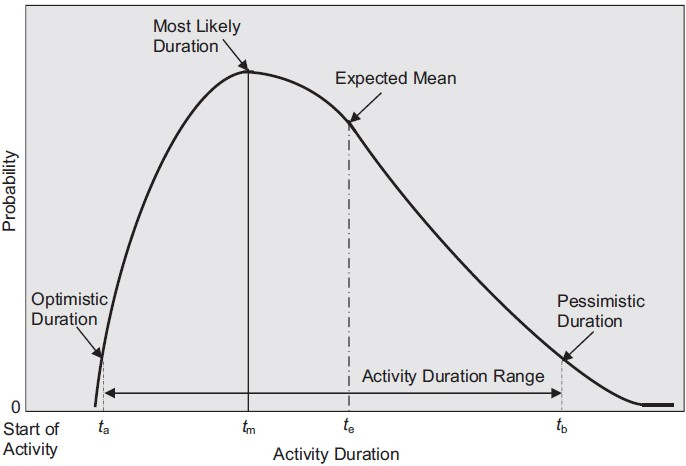 Most Likely
Duration
Expected Mean
Probability
Optimistic
Duration
Pessimistic
Duration
Activity Duration Range
0
Start of
Activity
ta
tm
te
tb
Activity Duration